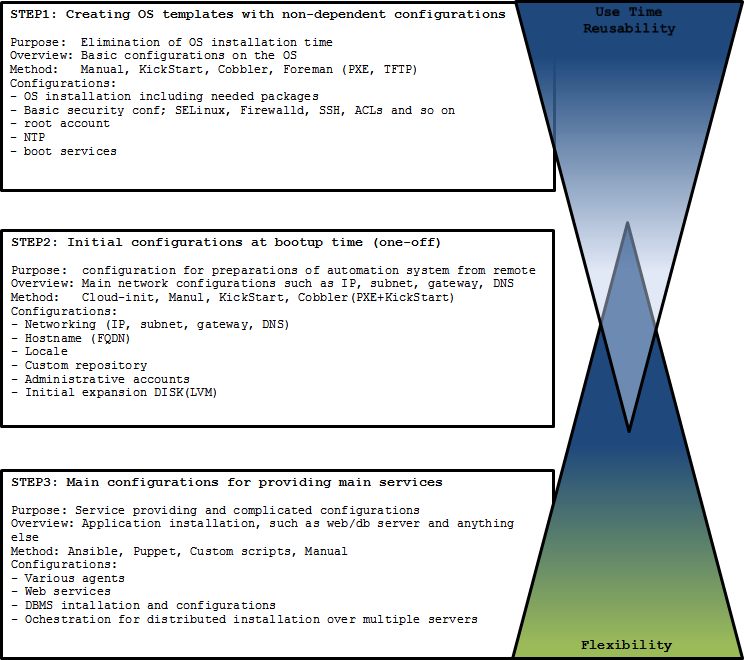 STEP1: Creating OS templates with non-dependent configurations
Purpose: Elimination of OS installation time
Overview: Basic configurations on the OS
Method: Manual, KickStart, Cobbler, Foreman (PXE, TFTP)
Configurations:
- OS installation including needed packages
- Basic security conf; SELinux, Firewalld, SSH, ACLs and so on
- root account
- NTP
- boot services
Use Time
Reusability
STEP2: Initial configurations at bootup time (one-off)
Purpose: configuration for preparations of automation system from remote
Overview: Main network configurations such as IP, subnet, gateway, DNS
Method: Cloud-init, Manul, KickStart, Cobbler(PXE+KickStart)
Configurations:
- Networking (IP, subnet, gateway, DNS)
- Hostname (FQDN)
- Locale
- Custom repository
- Administrative accounts
- Initial expansion DISK(LVM)
STEP3: Main configurations for providing main services
Purpose: Service providing and complicated configurations
Overview: Application installation, such as web/db server and anything
else
Method: Ansible, Puppet, Custom scripts, Manual
Configurations:
- Various agents
- Web services
- DBMS intallation and configurations
- Ochestration for distributed installation over multiple servers
Flexibility